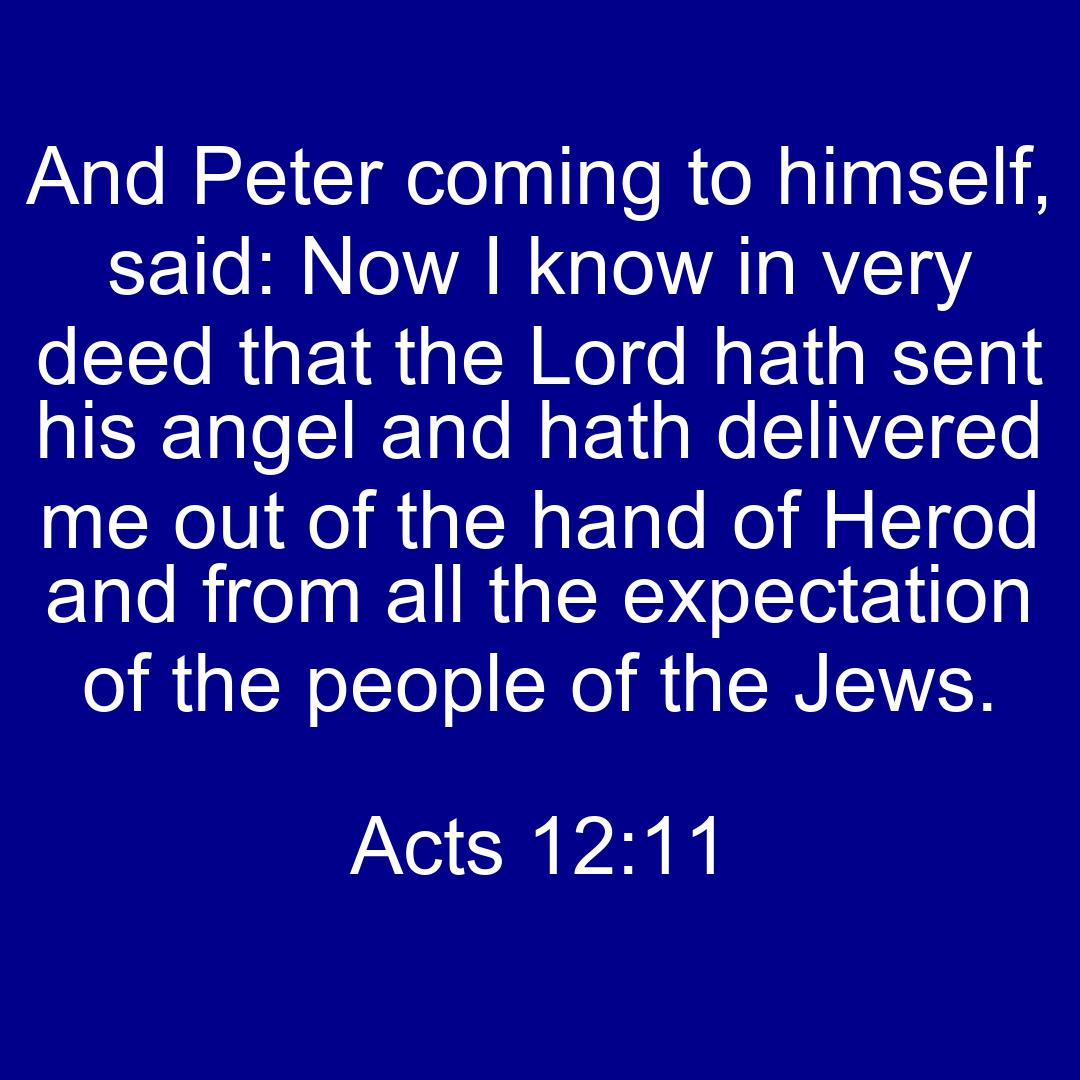 And Peter coming to himself,
said: Now I know in very
deed that the Lord hath sent
his angel and hath delivered
me out of the hand of Herod
and from all the expectation
of the people of the Jews.
Acts 12:11